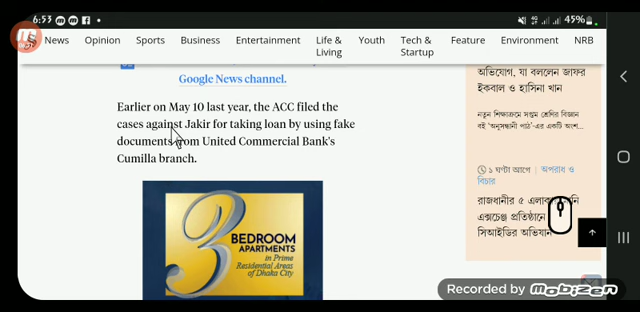 6:53
45%
News Opinion Sports Business Entertainment Life & Living Youth Tech & Startup Feature Environment NRB
Google News channel.
Earlier on May 10 last year, the ACC filed the
cases against Jakir for taking loan by using fake
documents from United Commercial Bank's
Cumilla branch.
3 BEDROOM
APARTMENTS
in Prime
Residential Areas
of Dhaka City
অভিযোগ, যা বললেন জাফর
ইকবাল ও হাসিনা খান
নতুন শিক্ষাক্রমে সপ্তম শ্রেণির বিজ্ঞান
বই 'অনুসন্ধানী পাঠ'-এর একটি অংশ...
১ ঘণ্টা আগে | অপরাধ ও
বিচার
রাজধানীর ৫ এলাকায়
এক্সচেঞ্জ প্রতিষ্ঠানে
সিআইডির অভিযান
Recorded by Mobizen